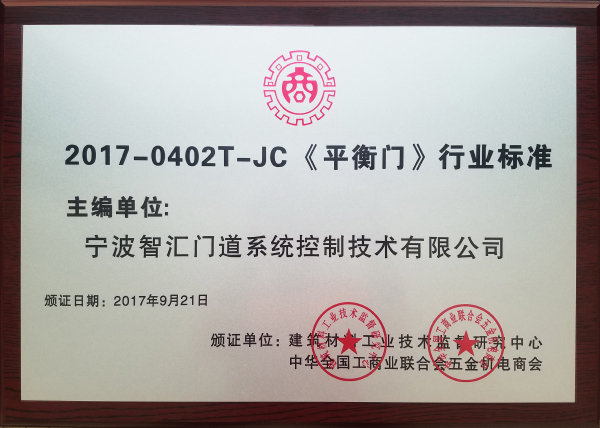 商
2017-0402T-JC《平衡门》行业标准
主编单位:
宁波智汇门道系统控制技术有限公司
颁证日期: 2017年9月21日
颁证单位: 建筑材料工业技术监督研究中心
中华全国工商业联合会五金机电商会